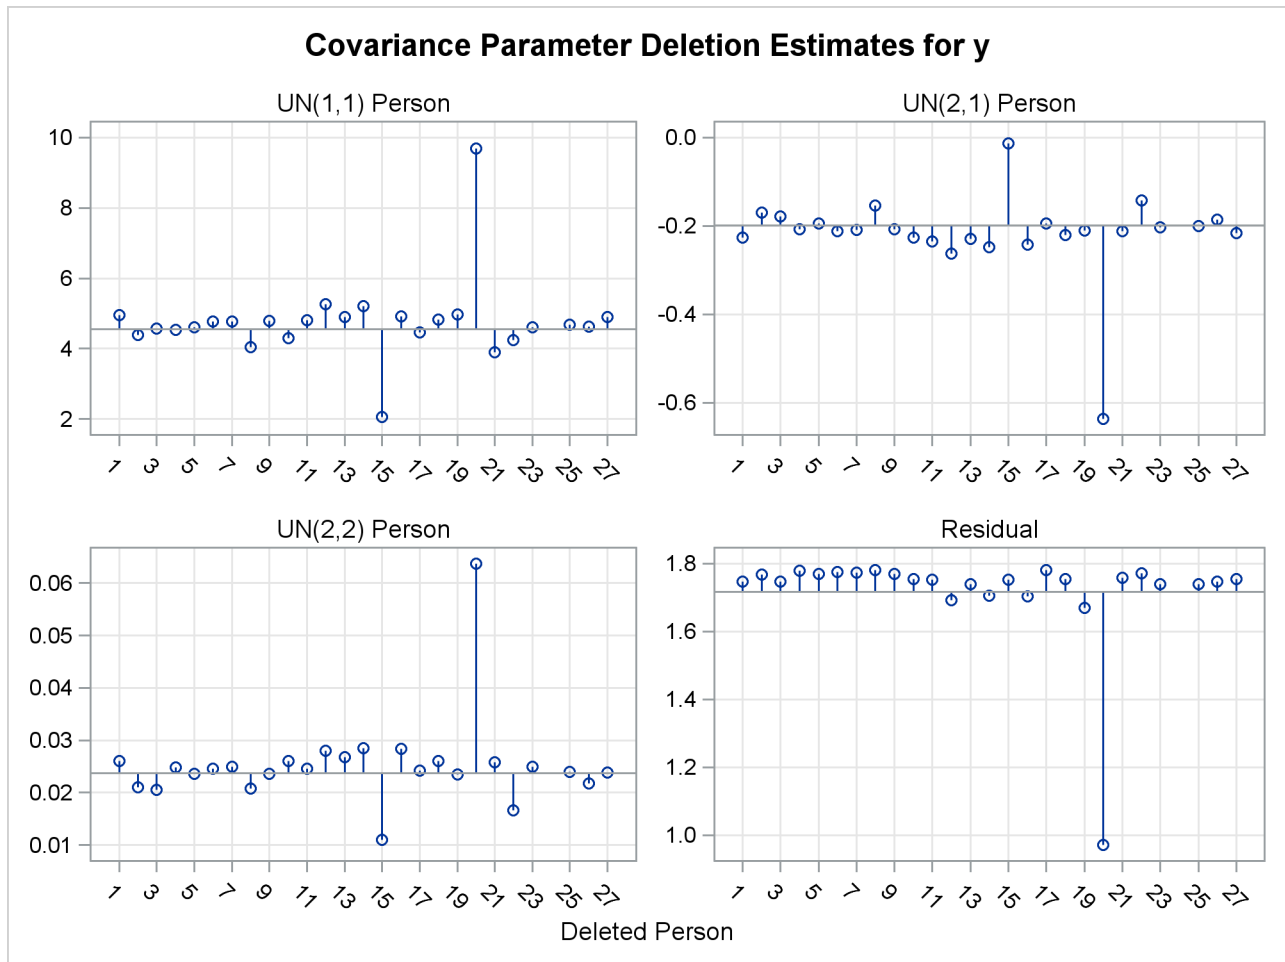 Covariance Parameter Deletion Estimates for y
UN(1,1) Person
10
8
6
4
2
1 3 5 7 9 11 13 15 17 19 21 23 25 27
UN(2,1) Person
0.0
-0.2
-0.4
-0.6
1 3 5 7 9 11 13 15 17 19 21 23 25 27
UN(2,2) Person
0.06
0.05
0.04
0.03
0.02
0.01
1 3 5 7 9 11 13 15 17 19 21 23 25 27
Residual
1.8
1.6
1.4
1.2
1.0
1 3 5 7 9 11 13 15 17 19 21 23 25 27
Deleted Person